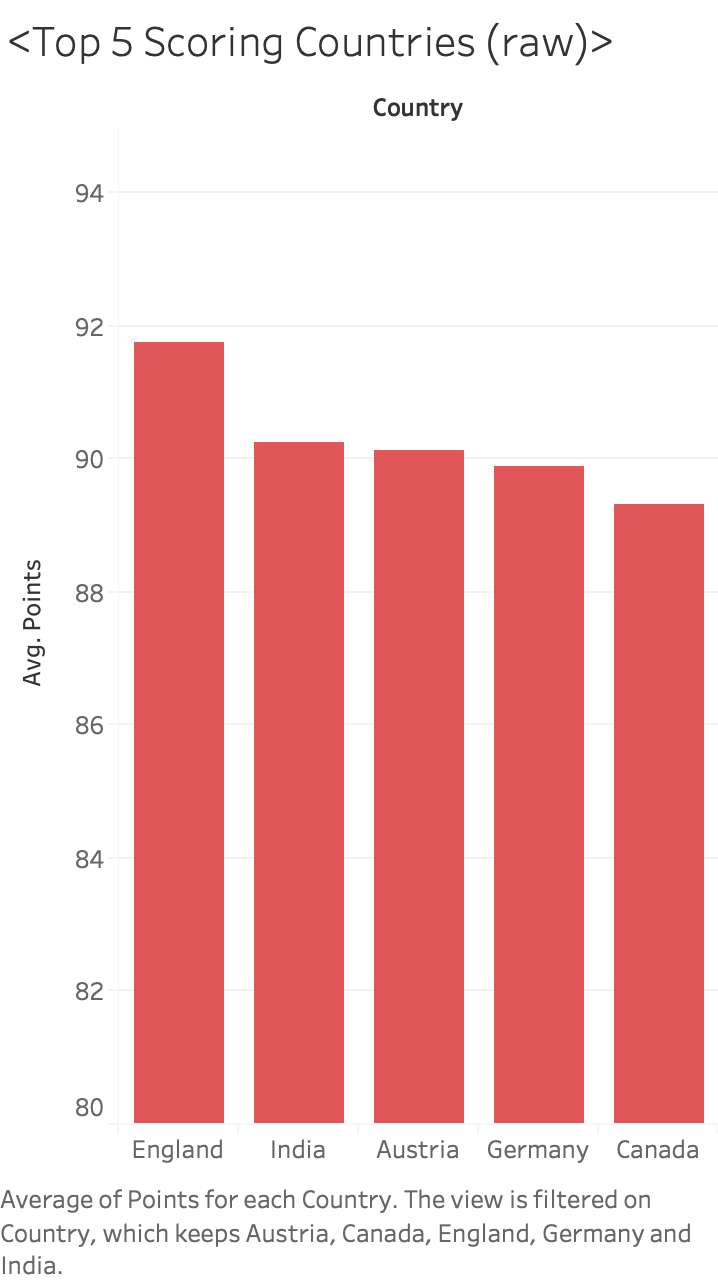 <Top 5 Scoring Countries (raw)>
Country
94
92
90
88
86
84
82
80
Avg. Points
England
India
Austria
Germany
Canada
Average of Points for each Country. The view is filtered on
Country, which keeps Austria, Canada, England, Germany and
India.